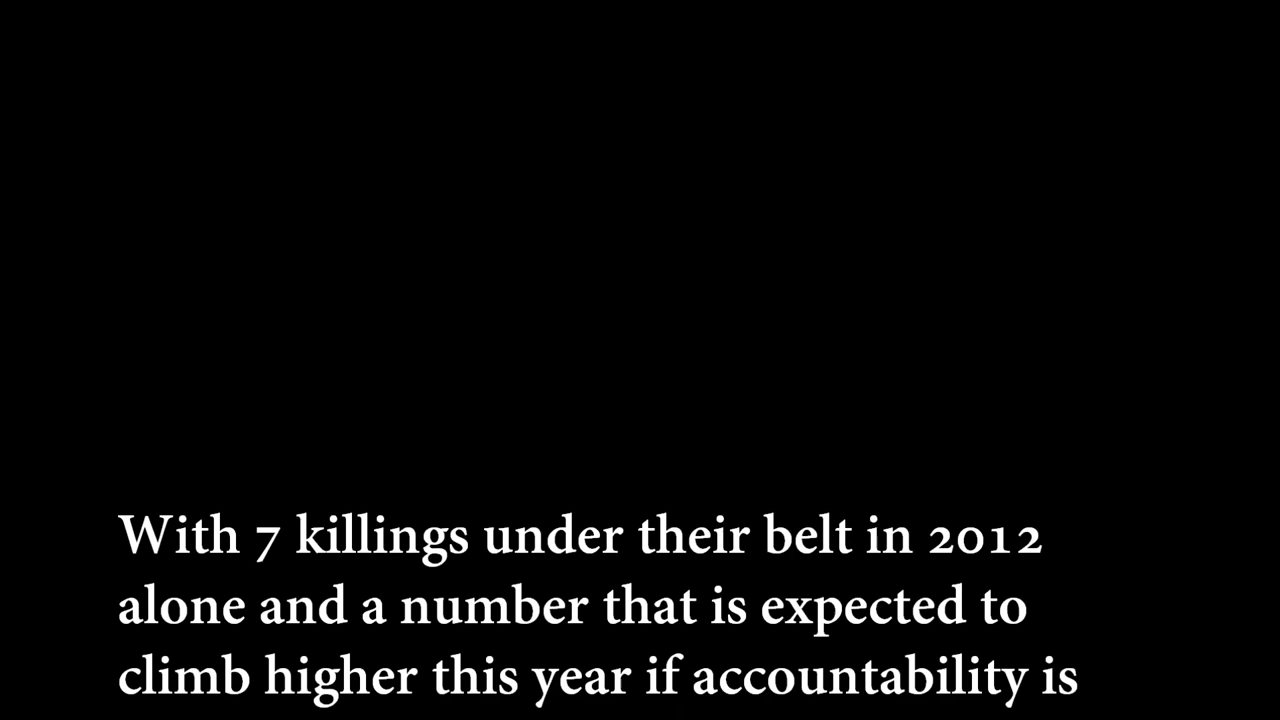 With 7 killings under their belt in 2012
alone and a number that is expected to
climb higher this year if accountability is